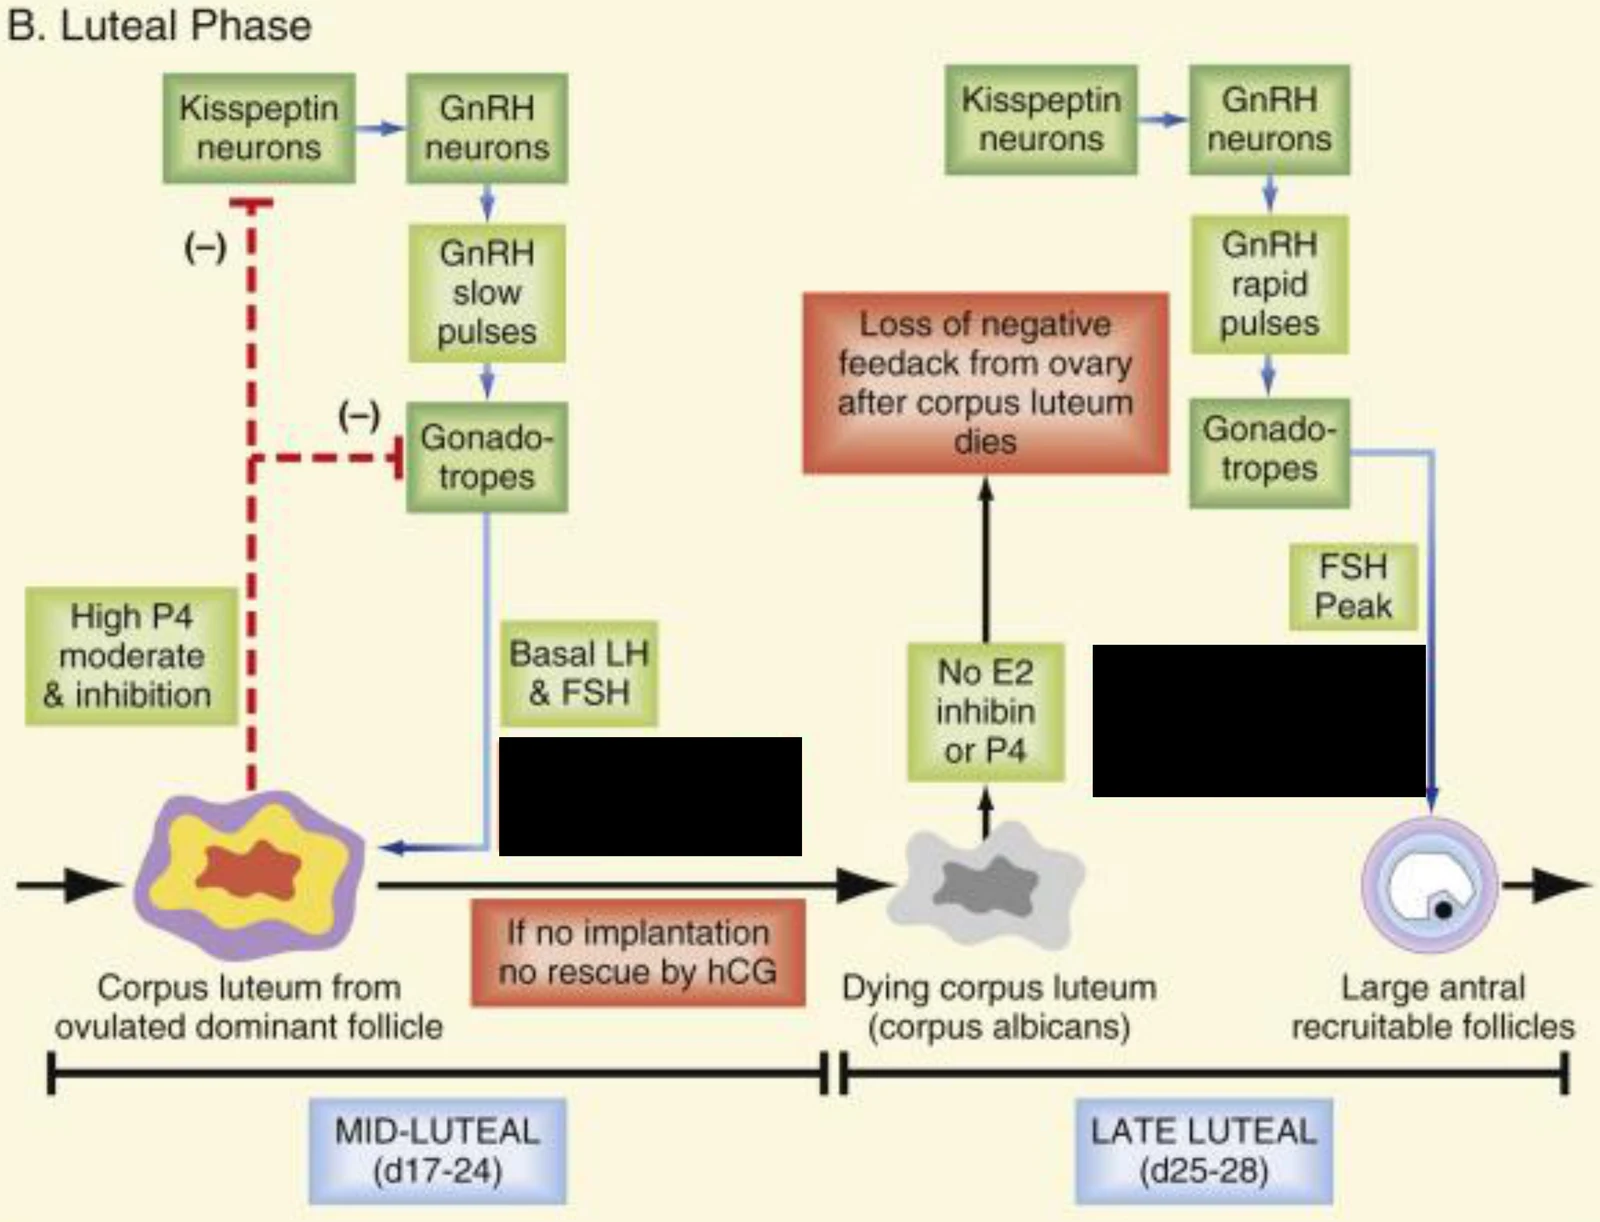 B. Luteal Phase
Kisspeptin
neurons
GnRH
neurons
(–)
GnRH
slow
pulses
(–)
Gonado-
tropes
High P4
moderate
& inhibition
Basal LH
& FSH
If no implantation
no rescue by hCG
Corpus luteum from
ovulated dominant follicle
MID-LUTEAL
(d17-24)
Kisspeptin
neurons
GnRH
neurons
GnRH
rapid
pulses
Loss of negative
feedack from ovary
after corpus luteum
dies
Gonado-
tropes
FSH
Peak
No E2
inhibin
or P4
Dying corpus luteum
(corpus albicans)
Large antral
recruitable follicles
LATE LUTEAL
(d25-28)